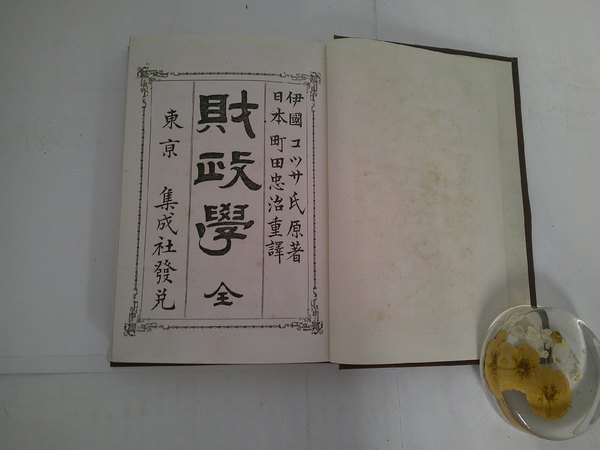 伊國 コツサ氏 原著
日本 町田忠治重譯
財政學 全
東京 集成社發兌